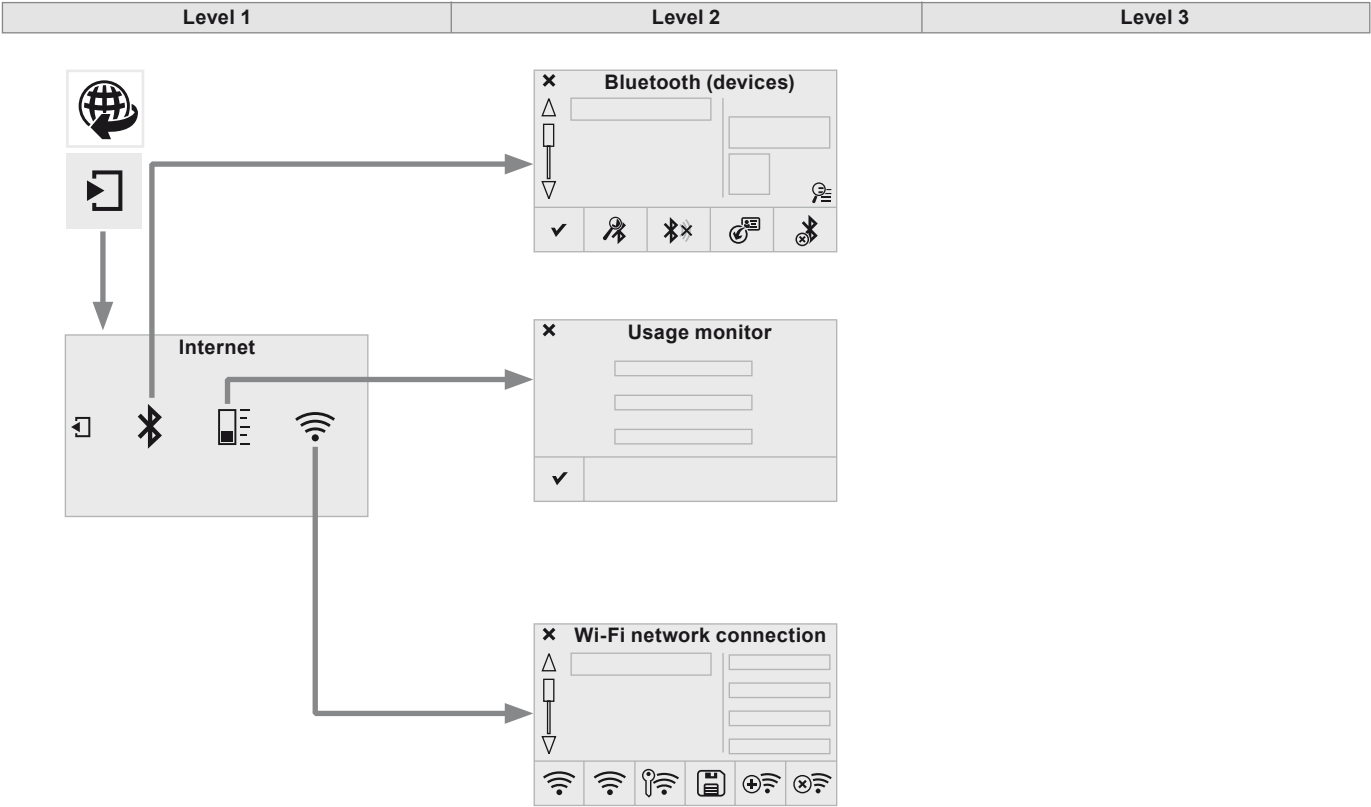 Level 1
Level 2
Level 3
Bluetooth (devices)
Internet
Usage monitor
Wi-Fi network connection